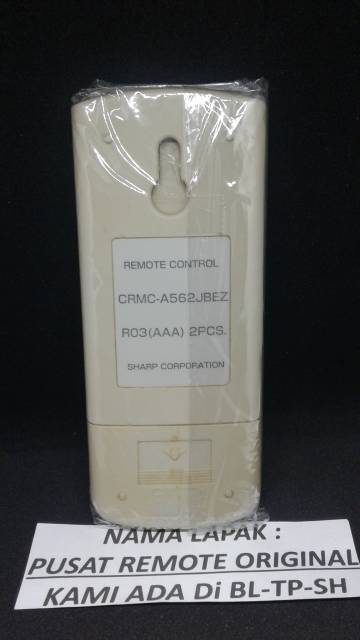 REMOTE CONTROL
CRMC-A562JBEZ
R03(AAA) 2PCS.
SHARP CORPORATION
NAMA LAPAK :
PUSAT REMOTE ORIGINAL
KAMI ADA Di BL-TP-SH